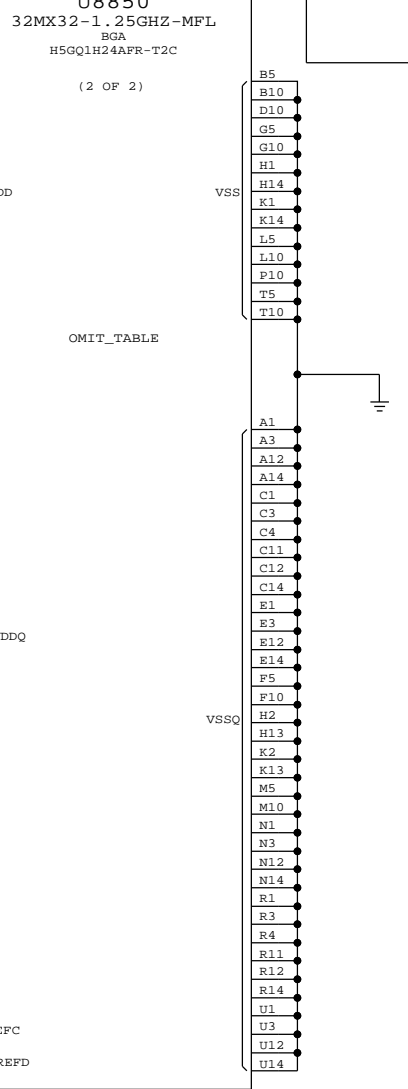 U8850
32MX32-1.25GHZ-MFL
BGA
H5GQ1H24AFR-T2C
(2 OF 2)
B5
B10
D10
G5
G10
H1
DD
VSS
H14
K1
K14
L5
L10
P10
T5
T10
OMIT_TABLE
A1
A3
A12
A14
C1
C3
C4
C11
C12
C14
E1
E3
DDQ
E12
E14
F5
F10
VSSQ
H2
H13
K2
K13
M5
M10
N1
N3
N12
N14
R1
R3
R4
R11
R12
R14
U1
EFC
U3
U12
REFD
U14